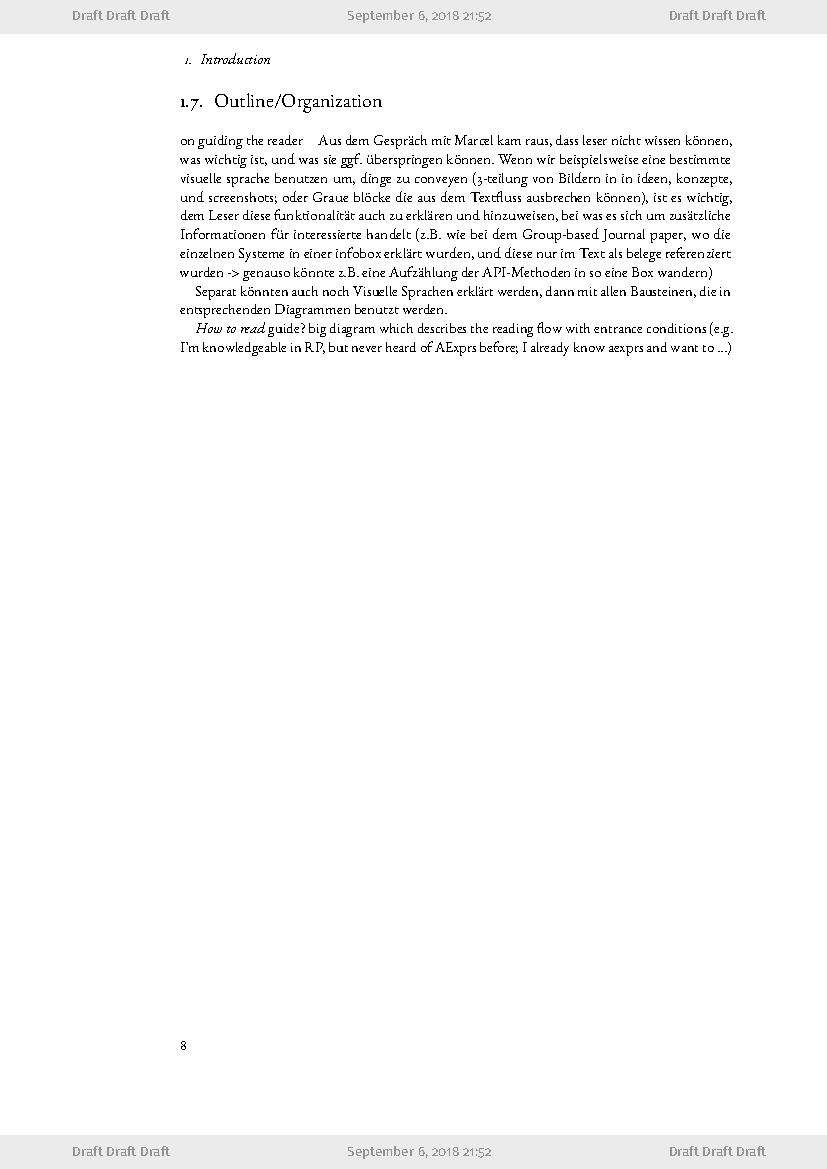 Draft Draft Draft September 6, 2018 21:52 Draft Draft Draft
1. Introduction
1.7. Outline/Organization
on guiding the reader Aus dem Gespräch mit Marcel kam raus, dass leser nicht wissen können,
was wichtig ist, und was sie ggf. überspringen können. Wenn wir beispielsweise eine bestimmte
visuelle sprache benutzen um, dinge zu conveyen (3-teilung von Bildern in in ideen, konzepte,
und screenshots; oder Graue blöcke die aus dem Textfluss ausbrechen können), ist es wichtig,
dem Leser diese funktionalität auch zu erklären und hinzuweisen, bei was es sich um zusätzliche
Informationen für interessierte handelt (z.B. wie bei dem Group-based Journal paper, wo die
einzelnen Systeme in einer infobox erklärt wurden, und diese nur im Text als belege referenziert
wurden -> genauso könnte z.B. eine Aufzählung der API-Methoden in so eine Box wandern)
Separat könnten auch noch Visuelle Sprachen erklärt werden, dann mit allen Bausteinen, die in
entsprechenden Diagrammen benutzt werden.
How to read guide? big diagram which describes the reading flow with entrance conditions (e.g.
I'm knowledgeable in RP, but never heard of AExprs before; I already know aexprs and want to ...)
8
Draft Draft Draft September 6, 2018 21:52 Draft Draft Draft